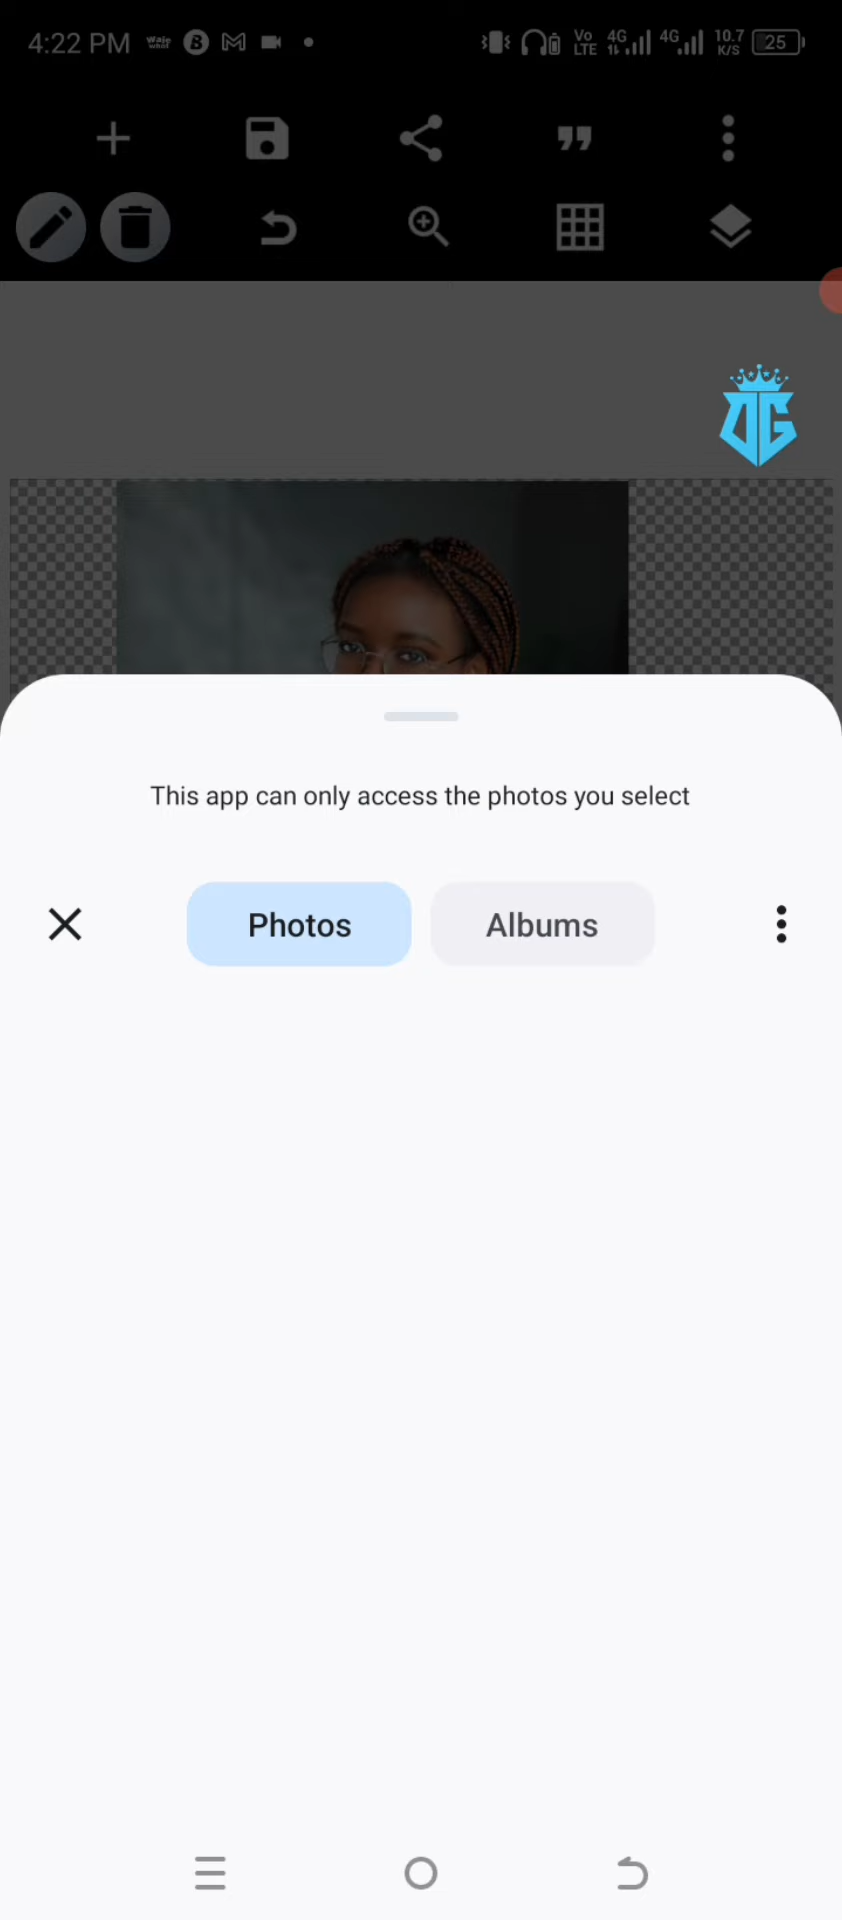 4:22 PM
Vo LTE 4G 4G 10.7 K/S 25
DG
This app can only access the photos you select
Photos
Albums